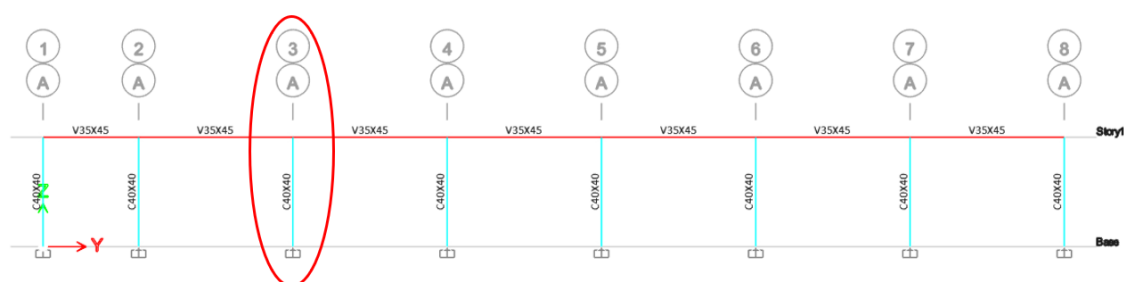 1 2 3 4 5 6 7 8
A A A A A A A A
V35X45 V35X45 V35X45 V35X45 V35X45 V35X45 V35X45
Story1
C40X40 C40X40 C40X40 C40X40 C40X40 C40X40 C40X40 C40X40
Z
Y
Base